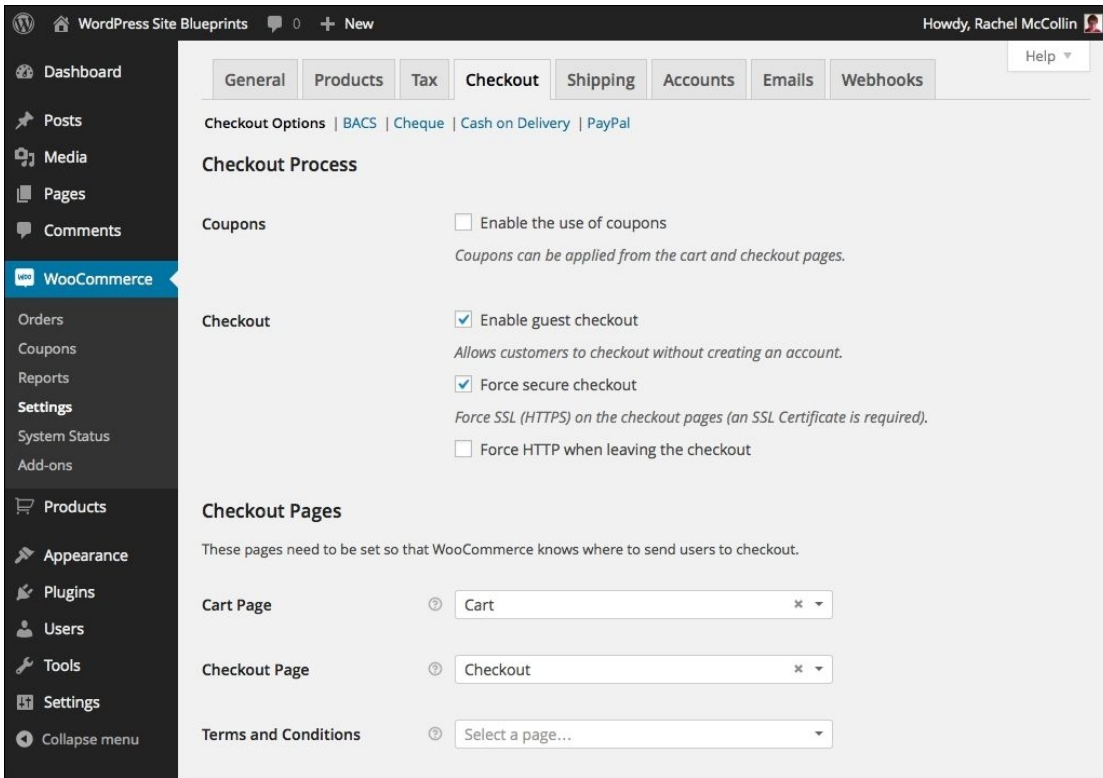 WordPress Site Blueprints 0 + New Howdy, Rachel McCollin
Help
Dashboard
Posts
Media
Pages
Comments
WOO WooCommerce
Orders
Coupons
Reports
Settings
System Status
Add-ons
Products
Appearance
Plugins
Users
Tools
Settings
Collapse menu
General Products Tax Checkout Shipping Accounts Emails Webhooks
Checkout Options | BACS | Cheque | Cash on Delivery | PayPal
Checkout Process
Coupons Enable the use of coupons
Coupons can be applied from the cart and checkout pages.
Checkout Enable guest checkout
Allows customers to checkout without creating an account.
Force secure checkout
Force SSL (HTTPS) on the checkout pages (an SSL Certificate is required).
Force HTTP when leaving the checkout
Checkout Pages
These pages need to be set so that WooCommerce knows where to send users to checkout.
Cart Page ? Cart ×
Checkout Page ? Checkout ×
Terms and Conditions ? Select a page...